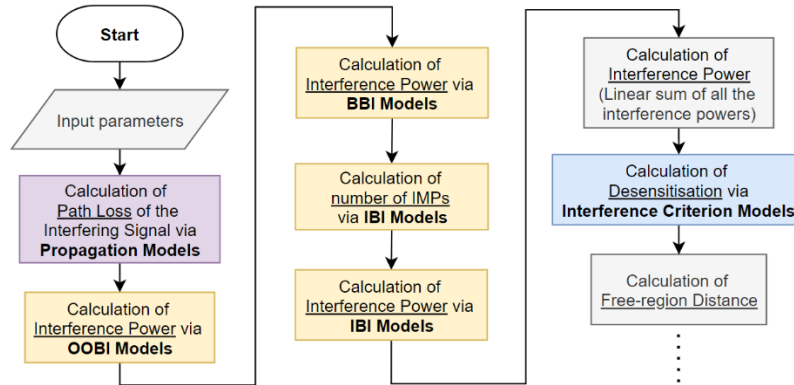 Start
Input parameters
Calculation of
Path Loss of the
Interfering Signal via
Propagation Models
Calculation of
Interference Power via
OOBI Models
Calculation of
Interference Power via
BBI Models
Calculation of
number of IMPs
via IBI Models
Calculation of
Interference Power via
IBI Models
Calculation of
Interference Power
(Linear sum of all the
interference powers)
Calculation of
Desensitisation via
Interference Criterion Models
Calculation of
Free-region Distance